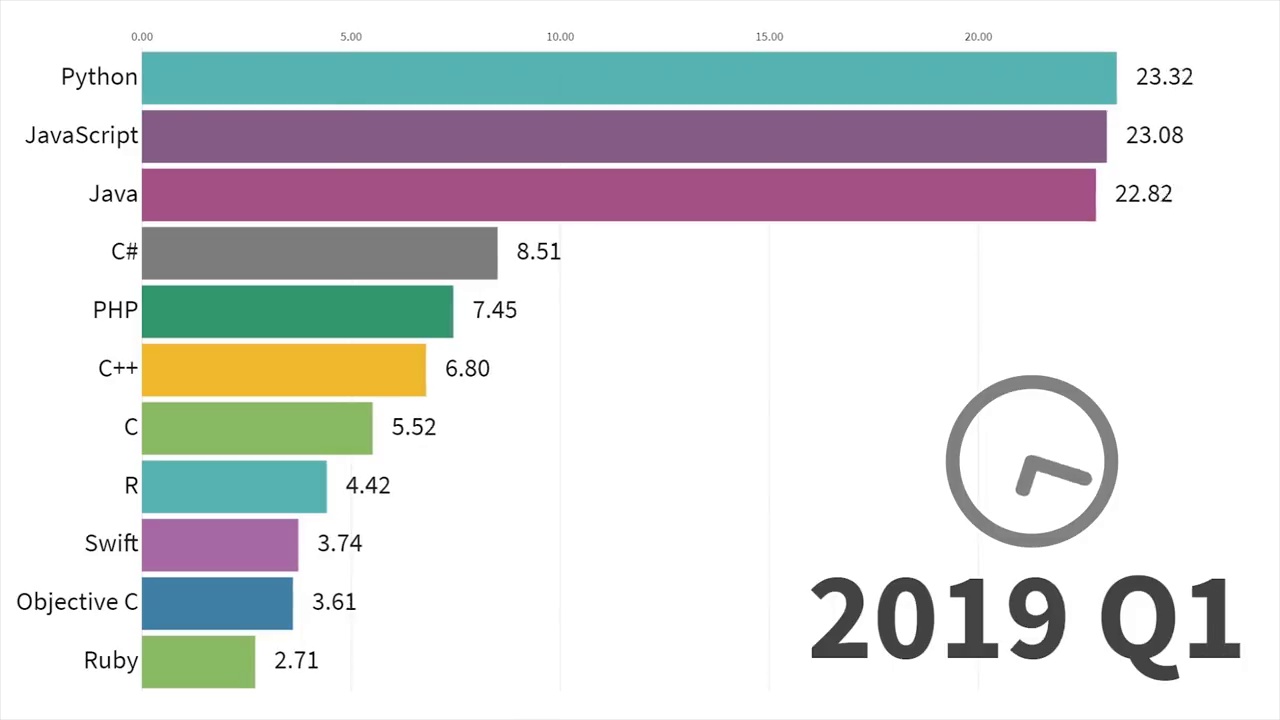 0.00 5.00 10.00 15.00 20.00
Python 23.32
JavaScript 23.08
Java 22.82
C# 8.51
PHP 7.45
C++ 6.80
C 5.52
R 4.42
Swift 3.74
Objective C 3.61
Ruby 2.71
2019 Q1